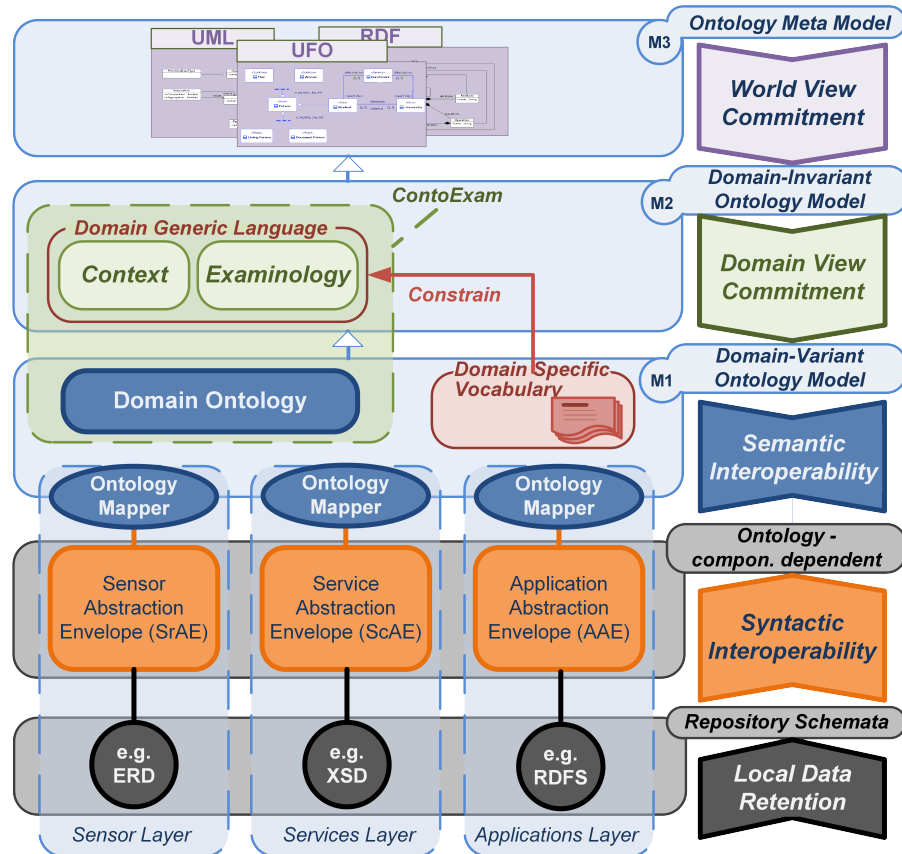 UML
RDF
UFO
M3
Ontology Meta Model
World View
Commitment
ContoExam
M2
Domain-Invariant
Ontology Model
Domain Generic Language
Context
Examinology
Constrain
Domain View
Commitment
M1
Domain-Variant
Ontology Model
Domain Ontology
Domain Specific
Vocabulary
Semantic
Interoperability
Ontology
Mapper
Ontology
Mapper
Ontology
Mapper
Ontology -
compon. dependent
Sensor
Abstraction
Envelope (SrAE)
Service
Abstraction
Envelope (ScAE)
Application
Abstraction
Envelope (AAE)
Syntactic
Interoperability
Repository Schemata
e.g.
ERD
e.g.
XSD
e.g.
RDFS
Local Data
Retention
Sensor Layer
Services Layer
Applications Layer